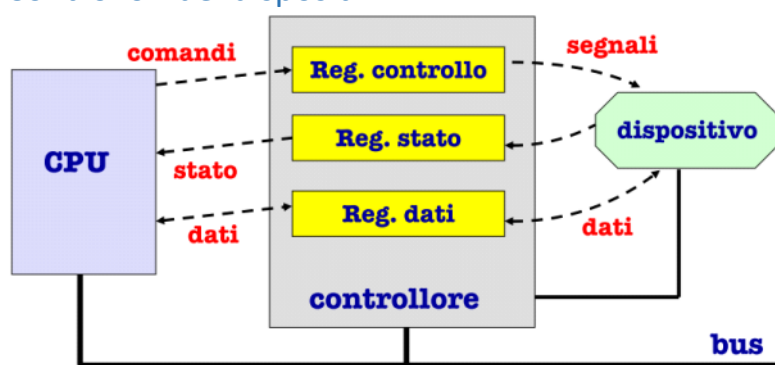 comandi
segnali
Reg. controllo
dispositivo
Reg. stato
CPU
stato
Reg. dati
dati
dati
controllore
bus